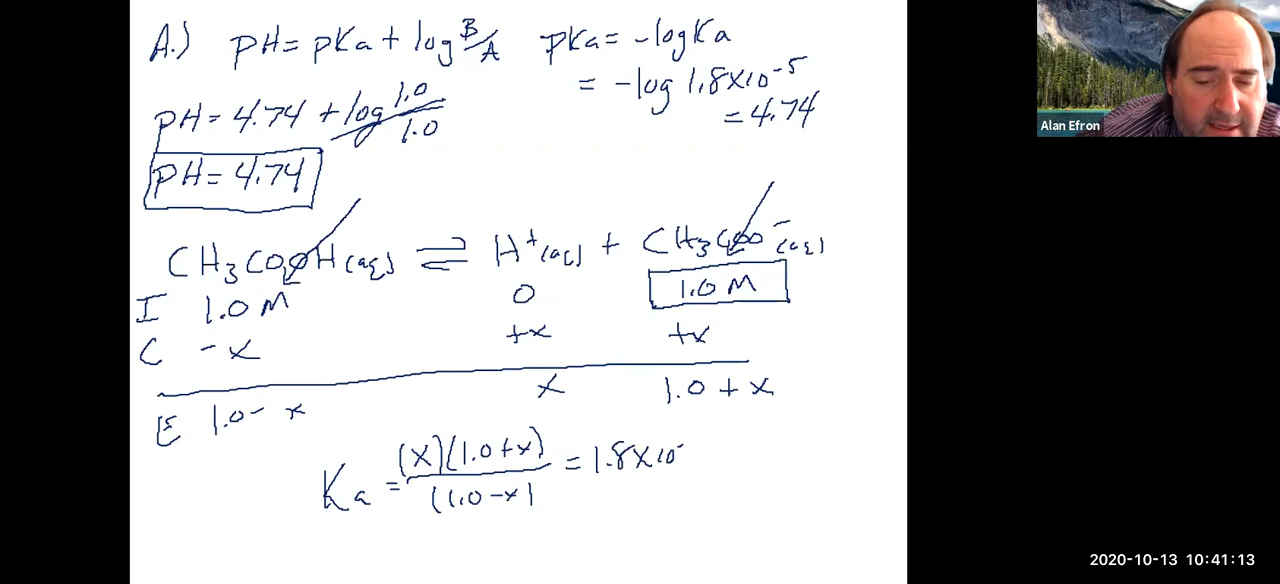 A.) pH = pKa + log B/A pKa = -log Ka
= -log 1.8x10⁻⁵
= 4.74
pH = 4.74 + log 1.0/1.0
pH = 4.74
CH₃COOH(aq) ⇌ H⁺(aq) + CH₃COO⁻(aq)
I 1.0 M 0 1.0 M
C -x +x +x
E 1.0 - x x 1.0 + x
Ka = (x)(1.0+x)/(1.0-x) = 1.8x10⁻
Alan Efron
2020-10-13 10:41:13